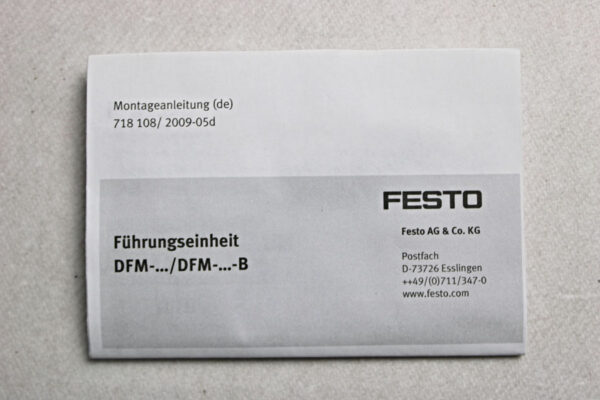 Montageanleitung (de)
718 108/ 2009-05d
FESTO
Festo AG & Co. KG
Führungseinheit
DFM-.../DFM-...-B
Postfach
D-73726 Esslingen
++49/(0)711/347-0
www.festo.com